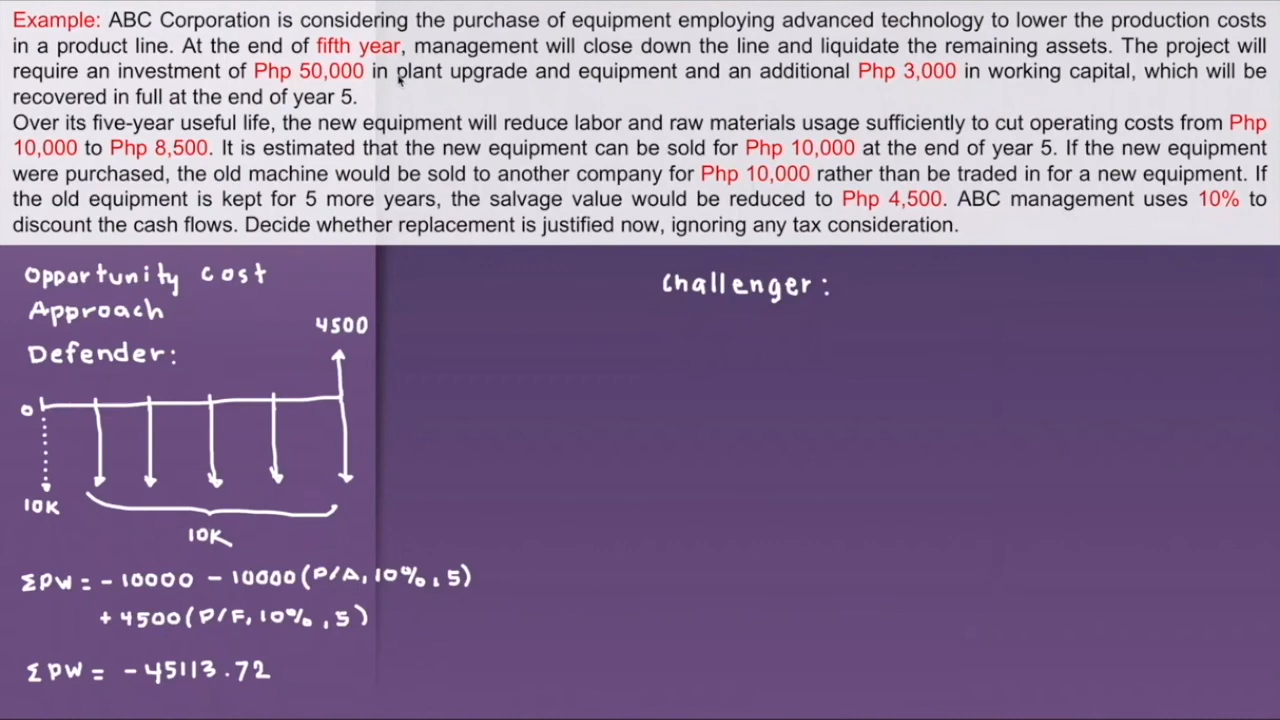 Example: ABC Corporation is considering the purchase of equipment employing advanced technology to lower the production costs
in a product line. At the end of fifth year, management will close down the line and liquidate the remaining assets. The project will
require an investment of Php 50,000 in plant upgrade and equipment and an additional Php 3,000 in working capital, which will be
recovered in full at the end of year 5.
Over its five-year useful life, the new equipment will reduce labor and raw materials usage sufficiently to cut operating costs from Php
10,000 to Php 8,500. It is estimated that the new equipment can be sold for Php 10,000 at the end of year 5. If the new equipment
were purchased, the old machine would be sold to another company for Php 10,000 rather than be traded in for a new equipment. If
the old equipment is kept for 5 more years, the salvage value would be reduced to Php 4,500. ABC management uses 10% to
discount the cash flows. Decide whether replacement is justified now, ignoring any tax consideration.
Opportunity cost
Approach
Defender:
4500
0
10K
10K
ΣPW = -10000 - 10000(P/A, 10%, 5)
+ 4500(P/F, 10%, 5)
ΣPW = -45113.72
Challenger: